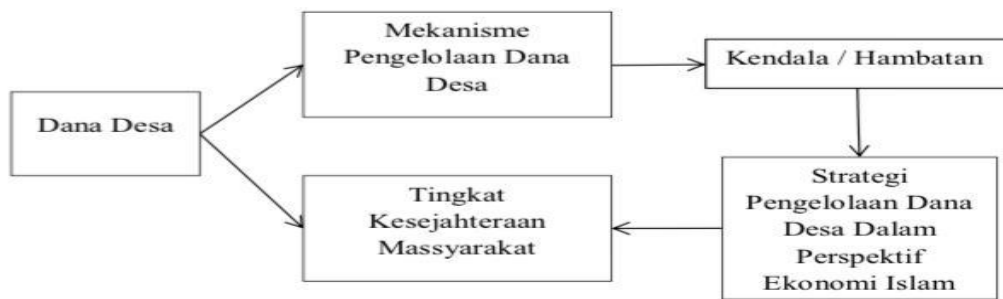 Mekanisme
Pengelolaan Dana
Desa
Kendala / Hambatan
Dana Desa
Tingkat
Kesejahteraan
Massyarakat
Strategi
Pengelolaan Dana
Desa Dalam
Perspektif
Ekonomi Islam